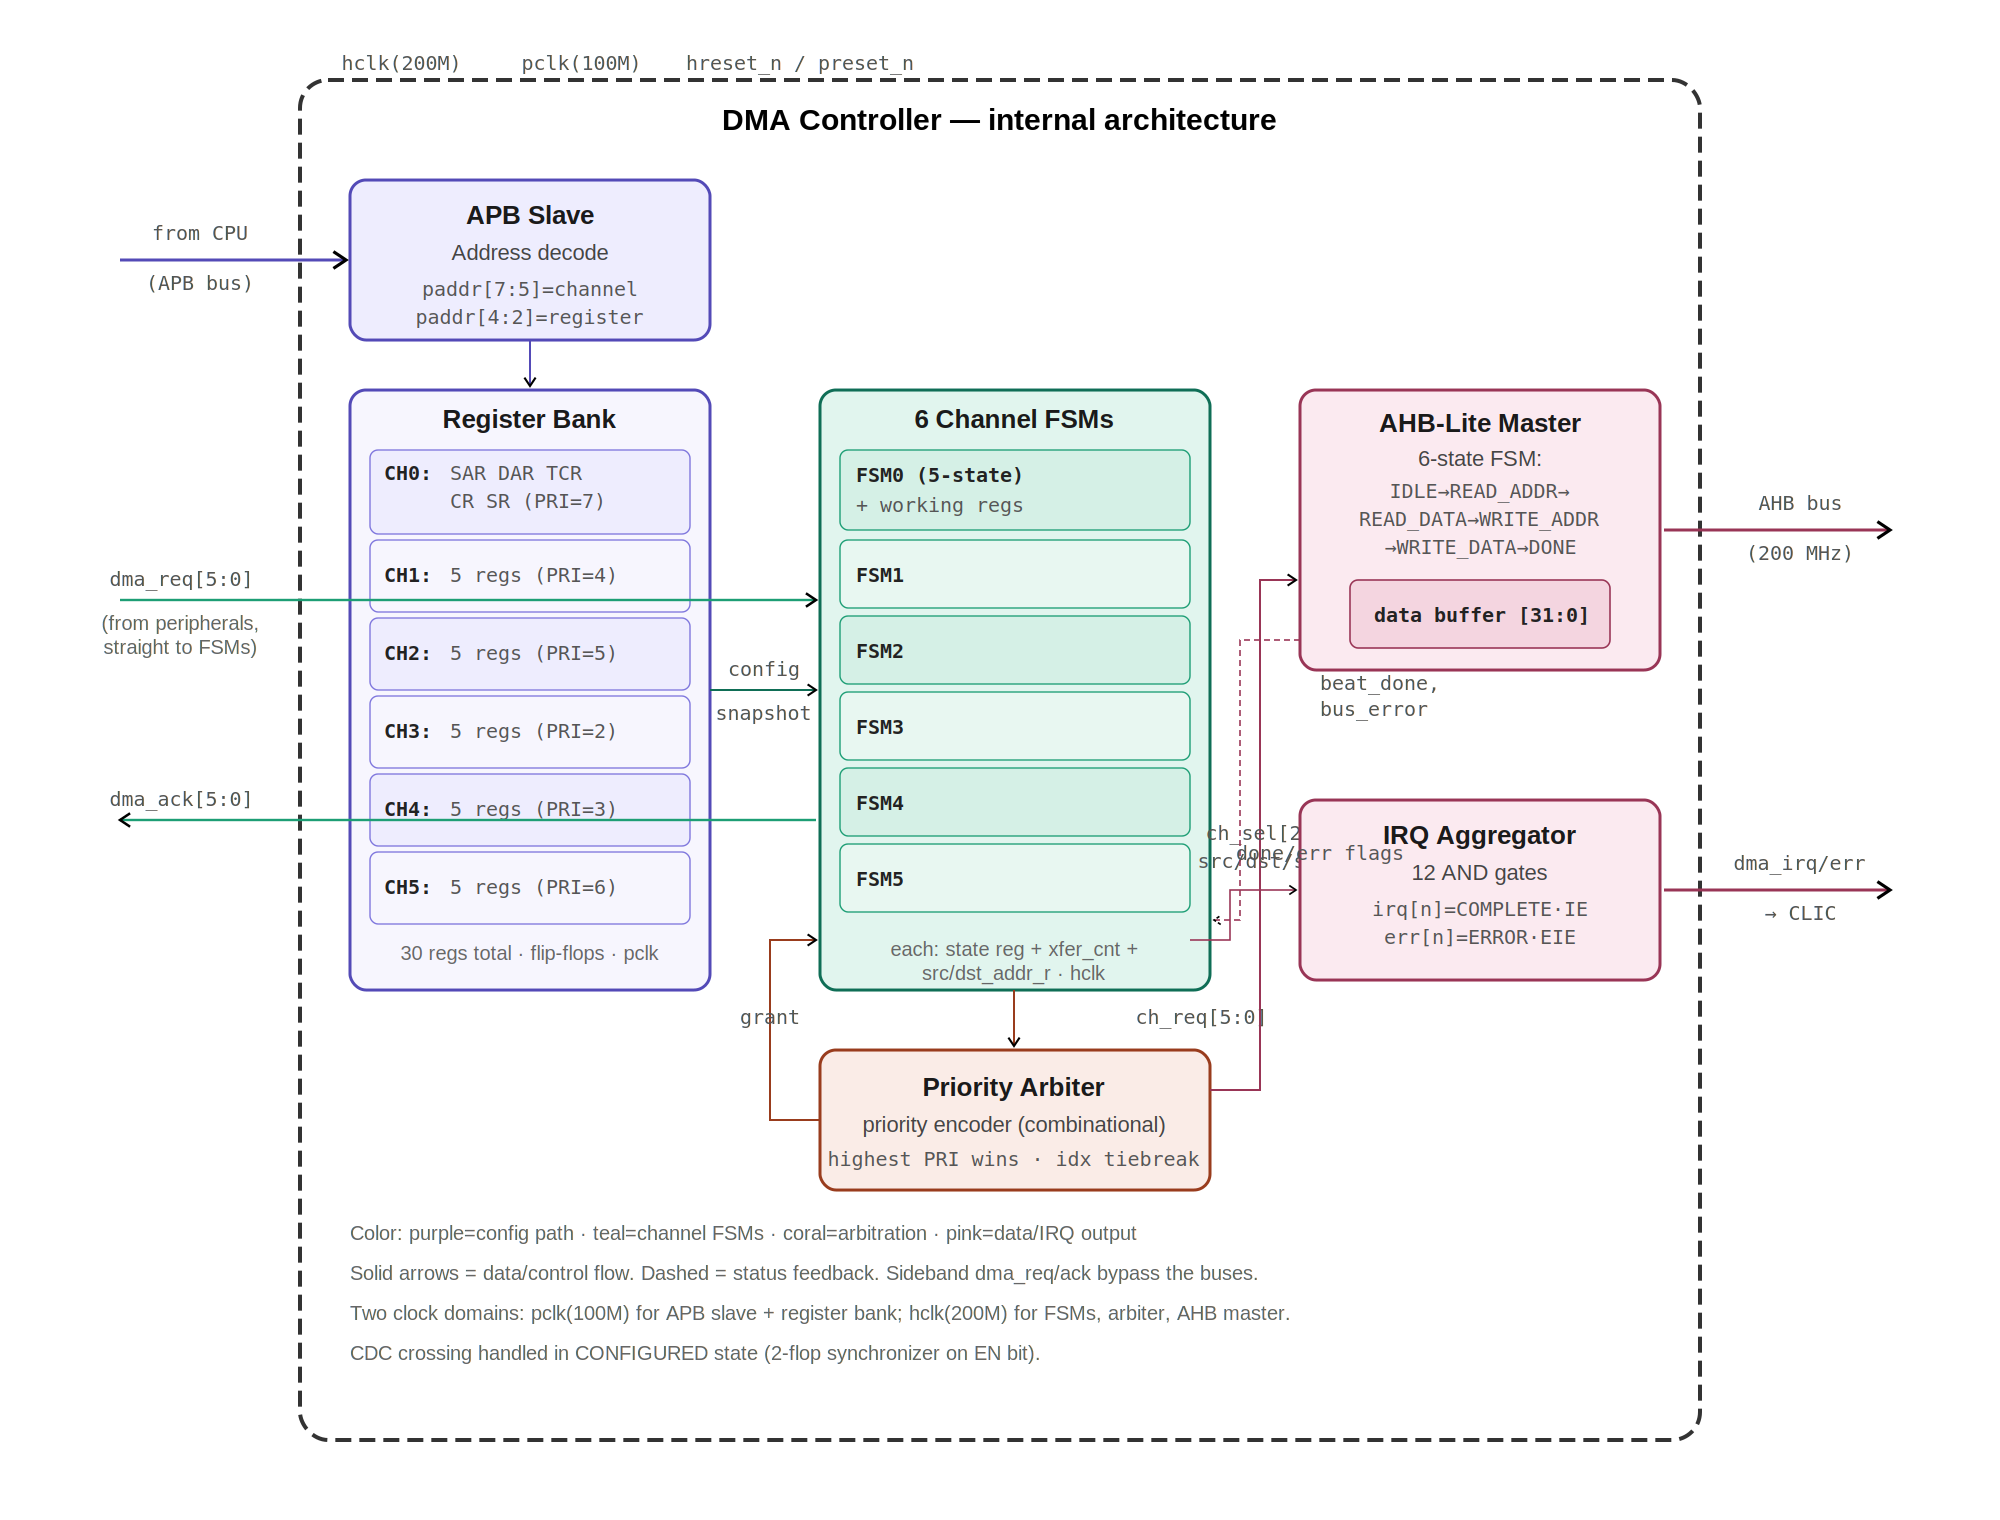 hclk(200M) pclk(100M) hreset_n / preset_n
DMA Controller — internal architecture
from CPU
(APB bus)
APB Slave
Address decode
paddr[7:5]=channel
paddr[4:2]=register
Register Bank
CH0: SAR DAR TCR
CR SR (PRI=7)
CH1: 5 regs (PRI=4)
CH2: 5 regs (PRI=5)
CH3: 5 regs (PRI=2)
CH4: 5 regs (PRI=3)
CH5: 5 regs (PRI=6)
30 regs total · flip-flops · pclk
dma_req[5:0]
(from peripherals,
straight to FSMs)
dma_ack[5:0]
config
snapshot
6 Channel FSMs
FSM0 (5-state)
+ working regs
FSM1
FSM2
FSM3
FSM4
FSM5
each: state reg + xfer_cnt +
src/dst_addr_r · hclk
AHB-Lite Master
6-state FSM:
IDLE→READ_ADDR→
READ_DATA→WRITE_ADDR
→WRITE_DATA→DONE
data buffer [31:0]
beat_done,
bus_error
AHB bus
(200 MHz)
ch_sel[2
src/dst/s
done/err flags
IRQ Aggregator
12 AND gates
irq[n]=COMPLETE·IE
err[n]=ERROR·EIE
dma_irq/err
→ CLIC
grant
ch_req[5:0]
Priority Arbiter
priority encoder (combinational)
highest PRI wins · idx tiebreak
Color: purple=config path · teal=channel FSMs · coral=arbitration · pink=data/IRQ output
Solid arrows = data/control flow. Dashed = status feedback. Sideband dma_req/ack bypass the buses.
Two clock domains: pclk(100M) for APB slave + register bank; hclk(200M) for FSMs, arbiter, AHB master.
CDC crossing handled in CONFIGURED state (2-flop synchronizer on EN bit).